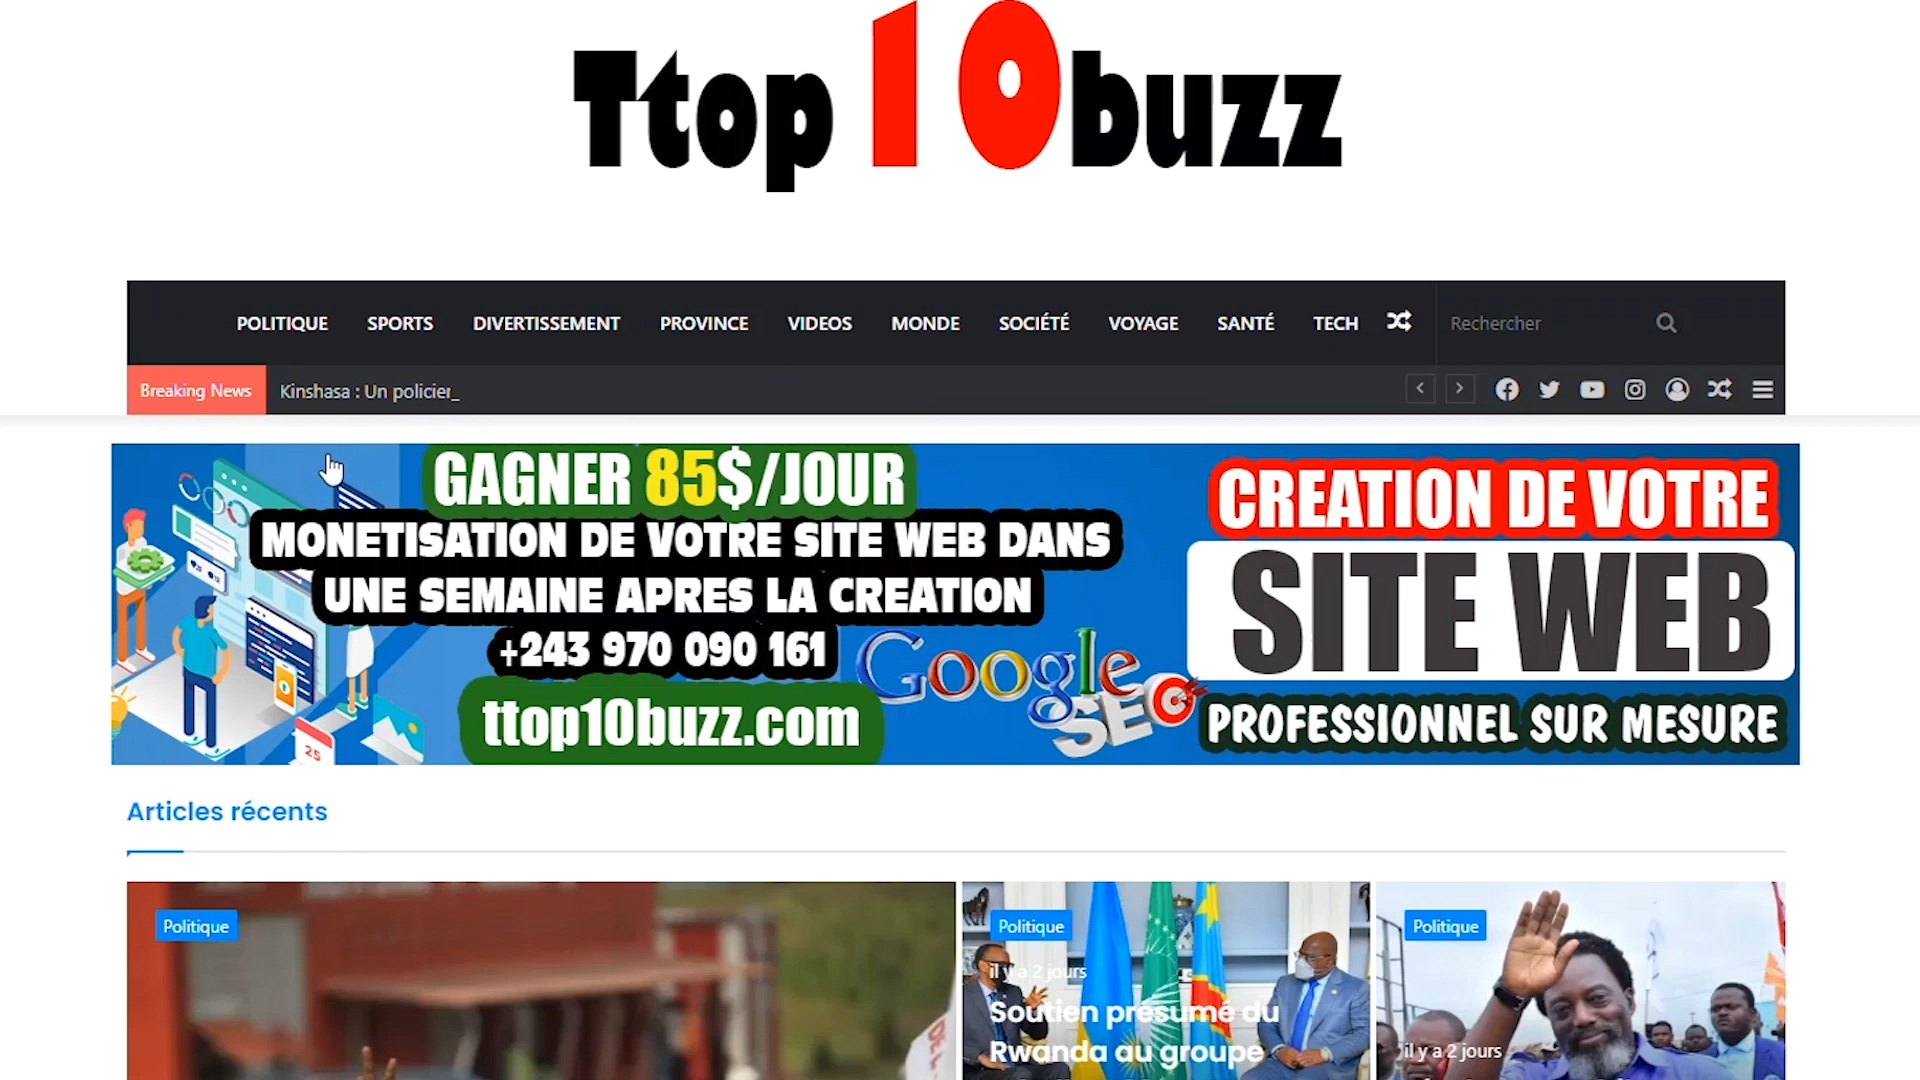 Ttop10buzz
POLITIQUE SPORTS DIVERTISSEMENT PROVINCE VIDEOS MONDE SOCIÉTÉ VOYAGE SANTÉ TECH Rechercher
Breaking News Kinshasa : Un policier_
GAGNER 85$/JOUR
MONETISATION DE VOTRE SITE WEB DANS
UNE SEMAINE APRES LA CREATION
+243 970 090 161
ttop10buzz.com
Google
SEO
25
CREATION DE VOTRE
SITE WEB
PROFESSIONNEL SUR MESURE
Articles récents
Politique
Politique
il y a 2 jours
Soutien présumé du
Rwanda au groupe
Politique
il y a 2 jours